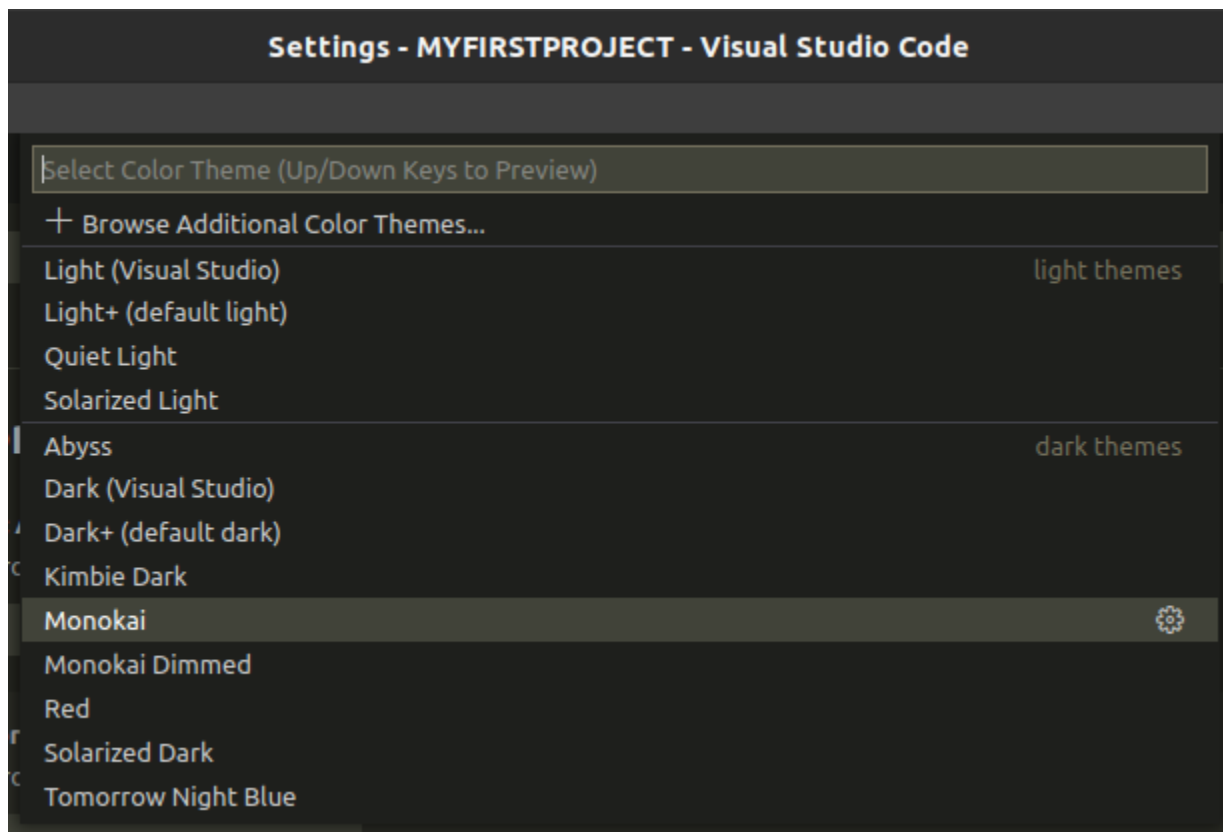 Settings - MYFIRSTPROJECT - Visual Studio Code
Select Color Theme (Up/Down Keys to Preview)
+ Browse Additional Color Themes...
Light (Visual Studio) light themes
Light+ (default light)
Quiet Light
Solarized Light
Abyss dark themes
Dark (Visual Studio)
Dark+ (default dark)
Kimbie Dark
Monokai
Monokai Dimmed
Red
Solarized Dark
Tomorrow Night Blue